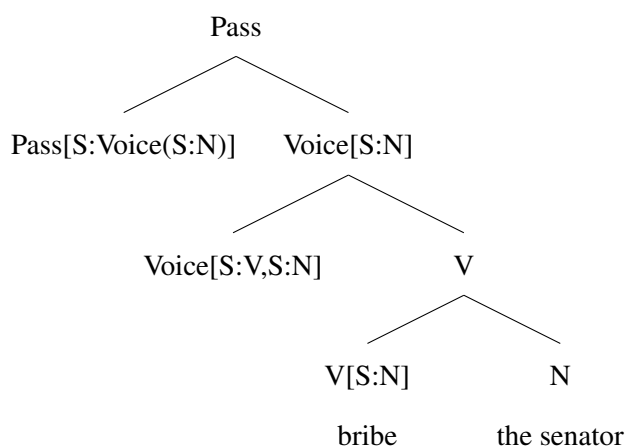 Pass
Pass[S:Voice(S:N)] Voice[S:N]
Voice[S:V,S:N] V
V[S:N] N
bribe the senator